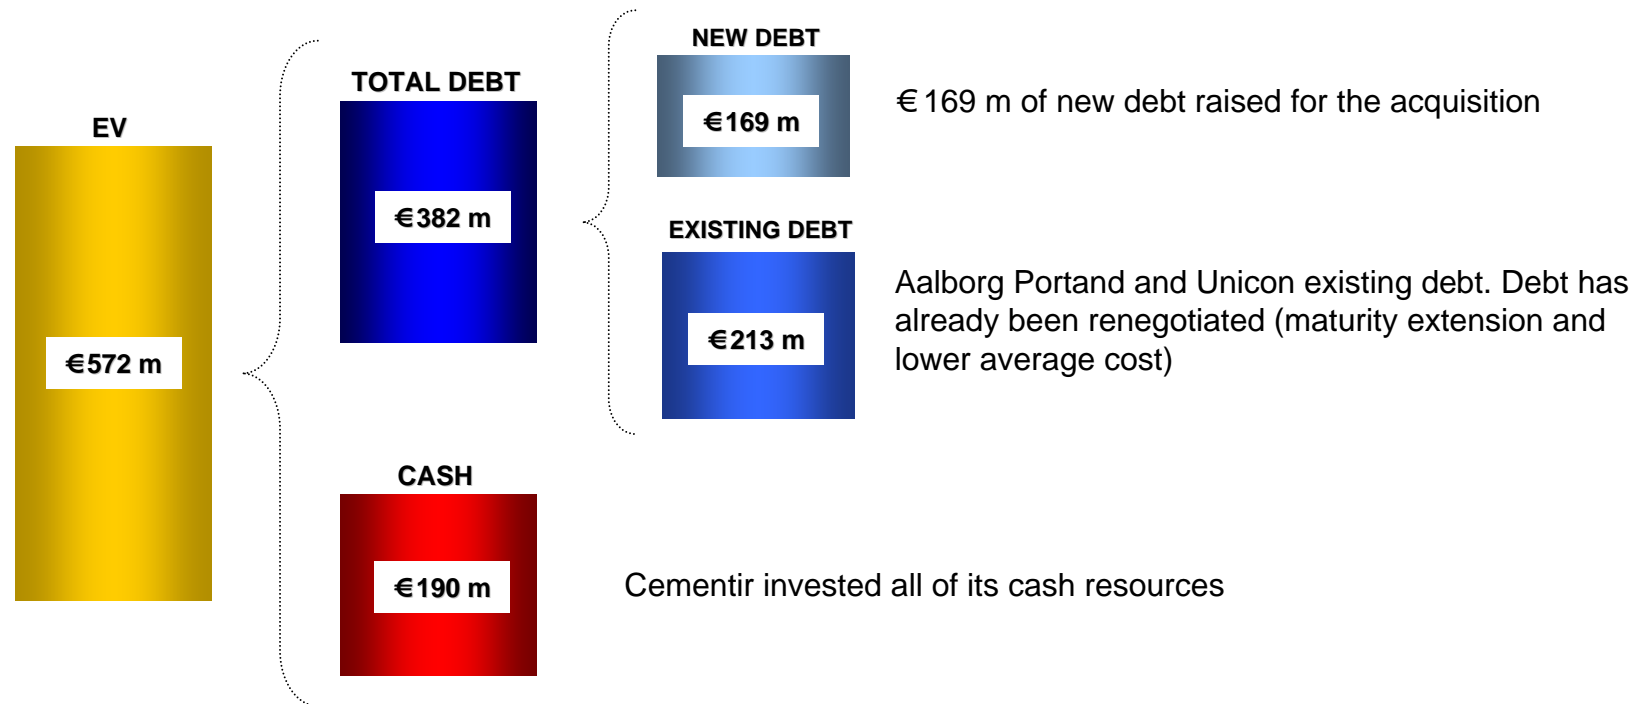 EV
€572 m
TOTAL DEBT
€382 m
CASH
€190 m
NEW DEBT
€169 m
€169 m of new debt raised for the acquisition
EXISTING DEBT
€213 m
Aalborg Portand and Unicon existing debt. Debt has
already been renegotiated (maturity extension and
lower average cost)
Cementir invested all of its cash resources